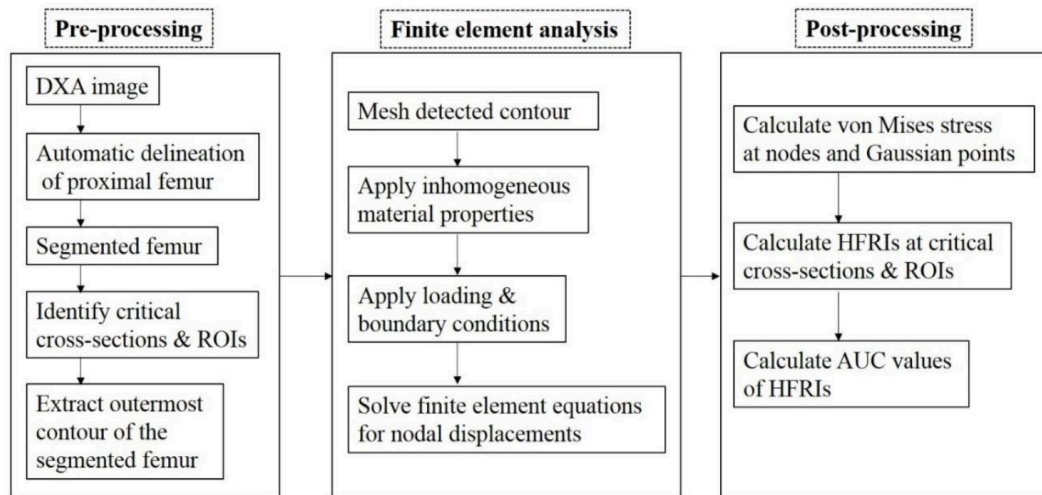 Pre-processing
DXA image
Automatic delineation
of proximal femur
Segmented femur
Identify critical
cross-sections & ROIs
Extract outermost
contour of the
segmented femur
Finite element analysis
Mesh detected contour
Apply inhomogeneous
material properties
Apply loading &
boundary conditions
Solve finite element equations
for nodal displacements
Post-processing
Calculate von Mises stress
at nodes and Gaussian points
Calculate HFRIs at critical
cross-sections & ROIs
Calculate AUC values
of HFRIs